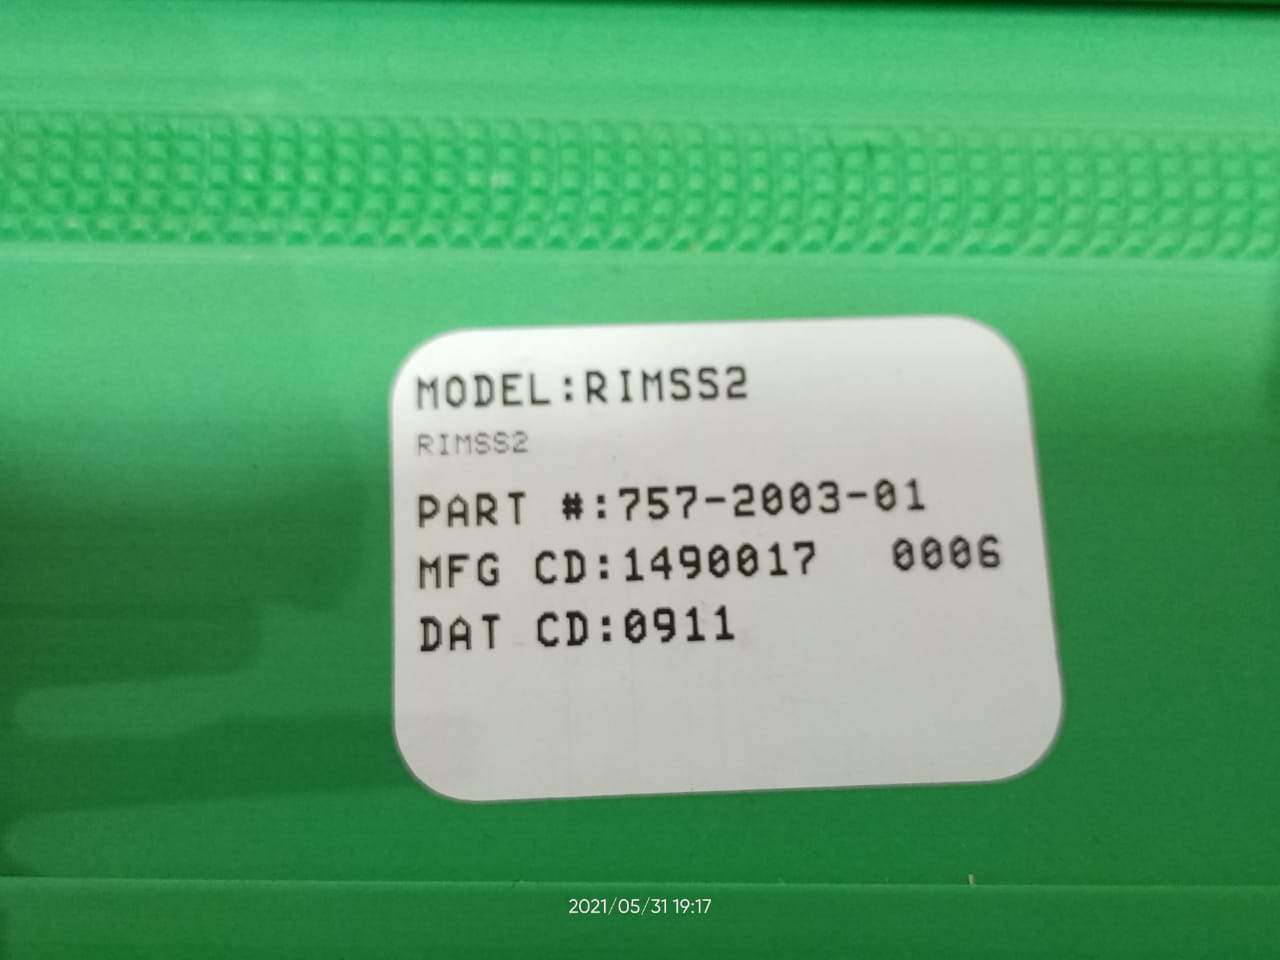 MODEL:RIMSS2
RIMSS2
PART #:757-2003-01
MFG CD:1490017 0006
DAT CD:0911
2021/05/31 19:17